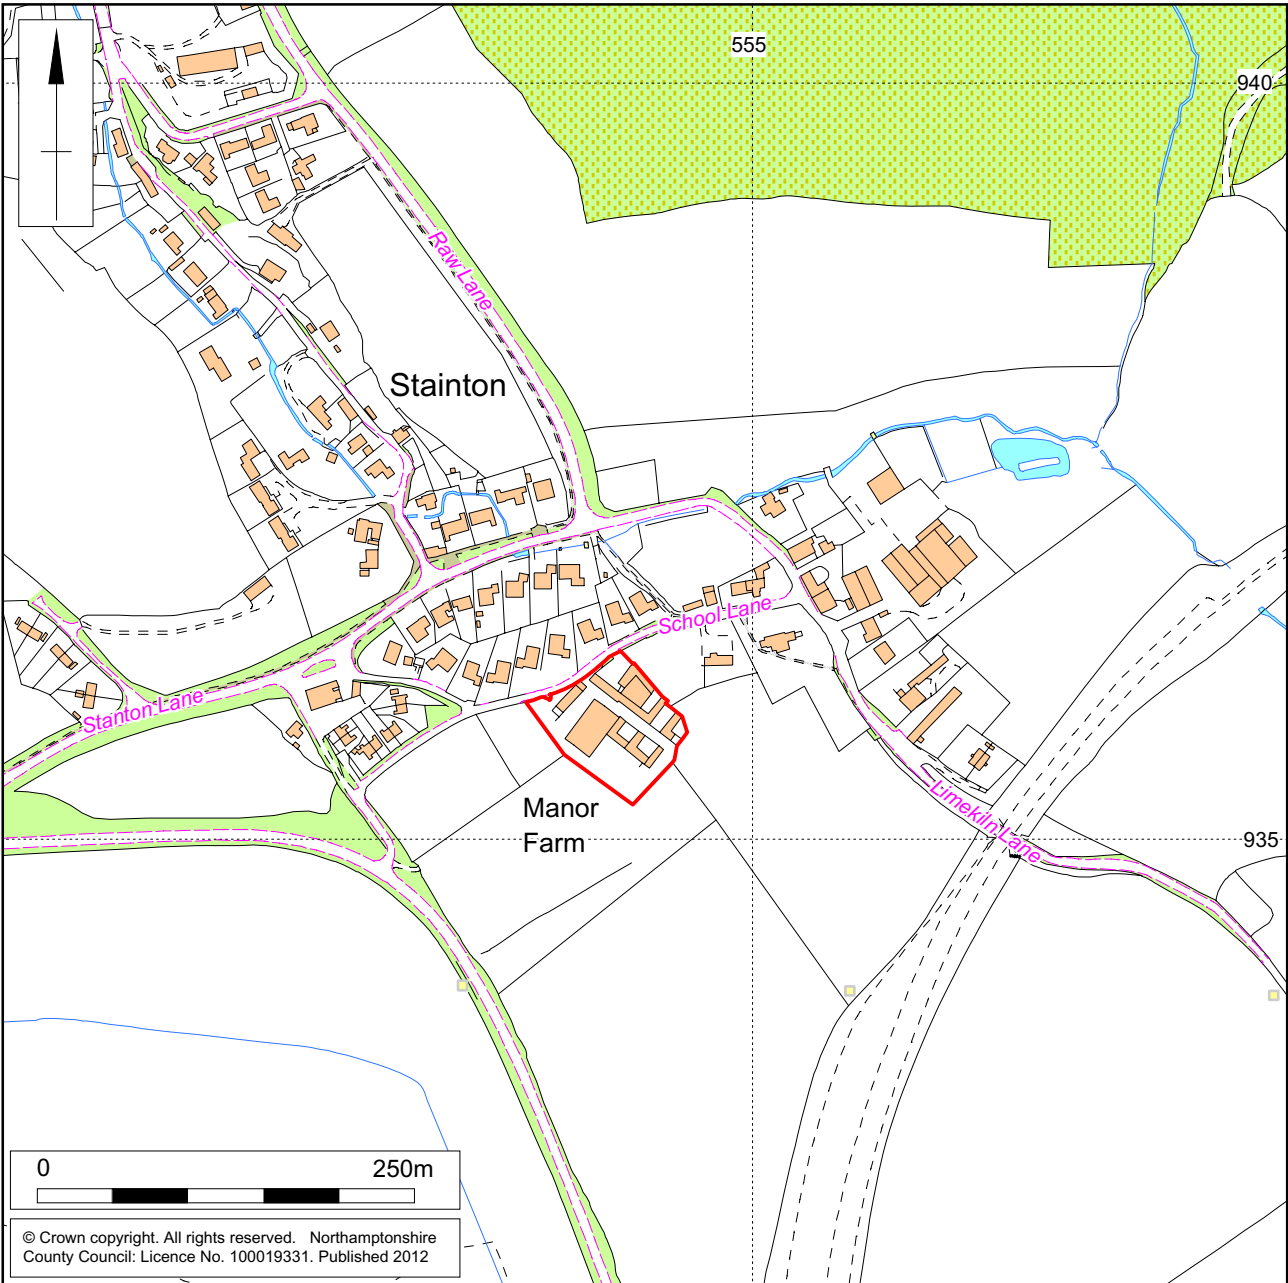 555
940
Raw Lane
Stainton
School Lane
Stanton Lane
Manor
Farm
Limekiln Lane
935
0 250m
© Crown copyright. All rights reserved. Northamptonshire
County Council: Licence No. 100019331. Published 2012